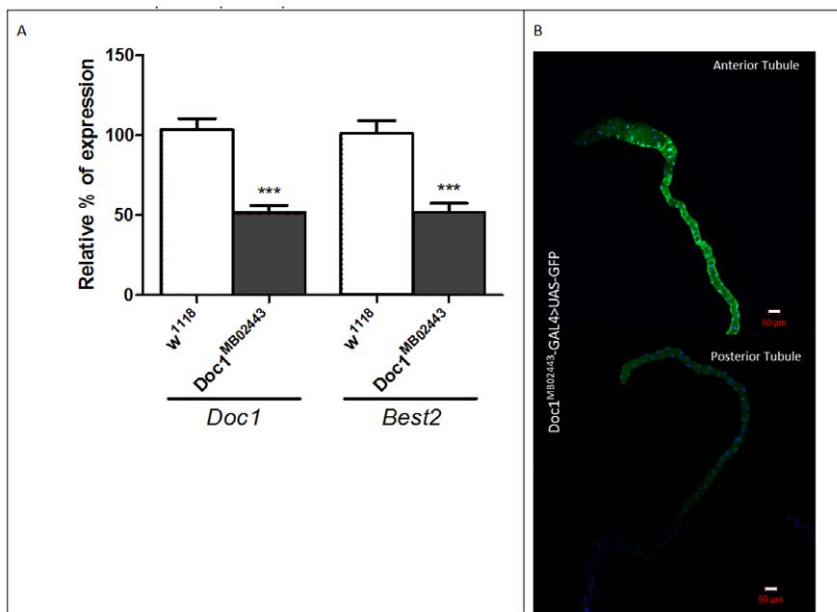 A
B
150
100
50
0
Relative % of expression
***
***
w1118
Doc1MB02443
w1118
Doc1MB02443
Doc1
Best2
Anterior Tubule
50 µm
Doc1MB02443-GAL4>UAS-GFP
Posterior Tubule
50 µm